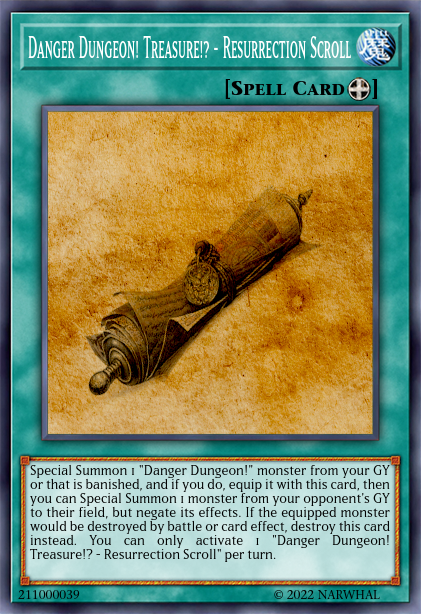 DANGER DUNGEON! TREASURE!? - RESURRECTION SCROLL
魔
[SPELL CARD]
Special Summon 1 "Danger Dungeon!" monster from your GY
or that is banished, and if you do, equip it with this card, then
you can Special Summon 1 monster from your opponent's GY
to their field, but negate its effects. If the equipped monster
would be destroyed by battle or card effect, destroy this card
instead. You can only activate 1 "Danger Dungeon!
Treasure!? - Resurrection Scroll" per turn.
211000039
© 2022 NARWHAL